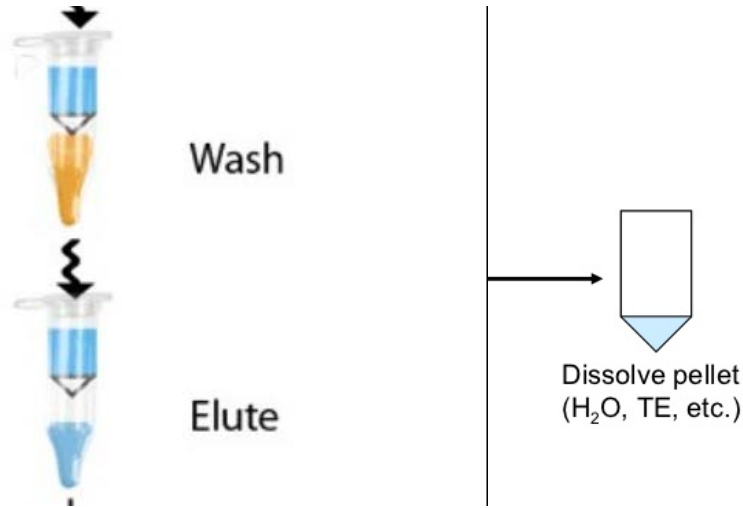 Wash
Elute
Dissolve pellet
(H₂O, TE, etc.)